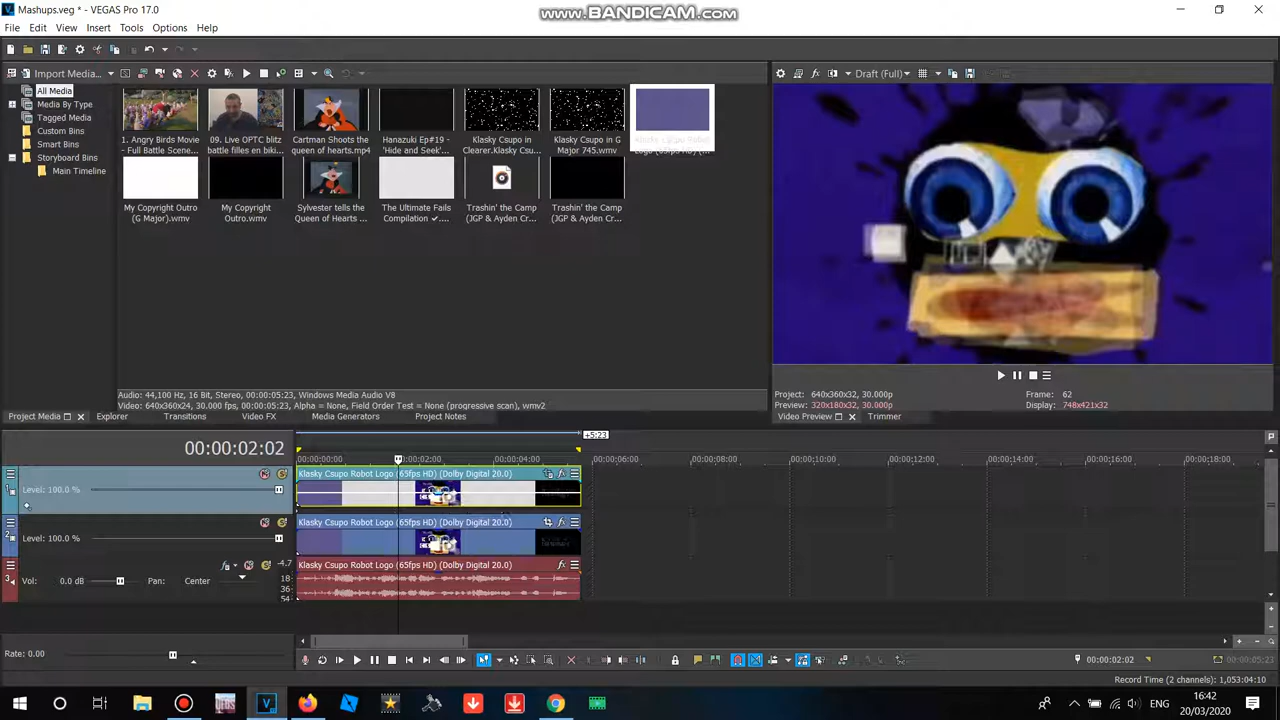 Mashups.veg * - VEGAS Pro 17.0
www.BANDICAM.com
File Edit View Insert Tools Options Help
Import Media...
All Media
Media By Type
Tagged Media
Custom Bins
Smart Bins
Storyboard Bins
Main Timeline
1. Angry Birds Movie - Full Battle Scene...
09. Live OPTC blitz battle filles en biki...
Cartman Shoots the queen of hearts.mp4
Hanazuki Ep#19 - 'Hide and Seek'...
Klasky Csupo in Clearer.Klasky Csu...
Klasky Csupo in G Major 745.wmv
My Copyright Outro (G Major).wmv
My Copyright Outro.wmv
Sylvester tells the Queen of Hearts ...
The Ultimate Fails Compilation ✔....
Trashin' the Camp (JGP & Ayden Cr...
Trashin' the Camp (JGP & Ayden Cr...
Audio: 44,100 Hz, 16 Bit, Stereo, 00:00:05:23, Windows Media Audio V8
Video: 640x360x24, 30.000 fps, 00:00:05:23, Alpha = None, Field Order Test = None (progressive scan), wmv2
Project Media Explorer Transitions Video FX Media Generators Project Notes
Draft (Full)
Project: 640x360x32, 30.000p Frame: 62
Preview: 320x180x32, 30.000p Display: 748x421x32
Video Preview Trimmer
00:00:02:02
+5:23
00:00:00:00 00:00:02:00 00:00:04:00 00:00:06:00 00:00:08:00 00:00:10:00 00:00:12:00 00:00:14:00 00:00:16:00 00:00:18:00
1 Level: 100.0 %
Klasky Csupo Robot Logo (65fps HD) (Dolby Digital 20.0)
2 Level: 100.0 %
Klasky Csupo Robot Logo (65fps HD) (Dolby Digital 20.0)
3 Vol: 0.0 dB Pan: Center
-4.7
18-
36-
54-
Klasky Csupo Robot Logo (65fps HD) (Dolby Digital 20.0)
Rate: 0.00
00:00:02:02 00:00:05:23
Record Time (2 channels): 1,053:04:10
ENG
16:42
20/03/2020